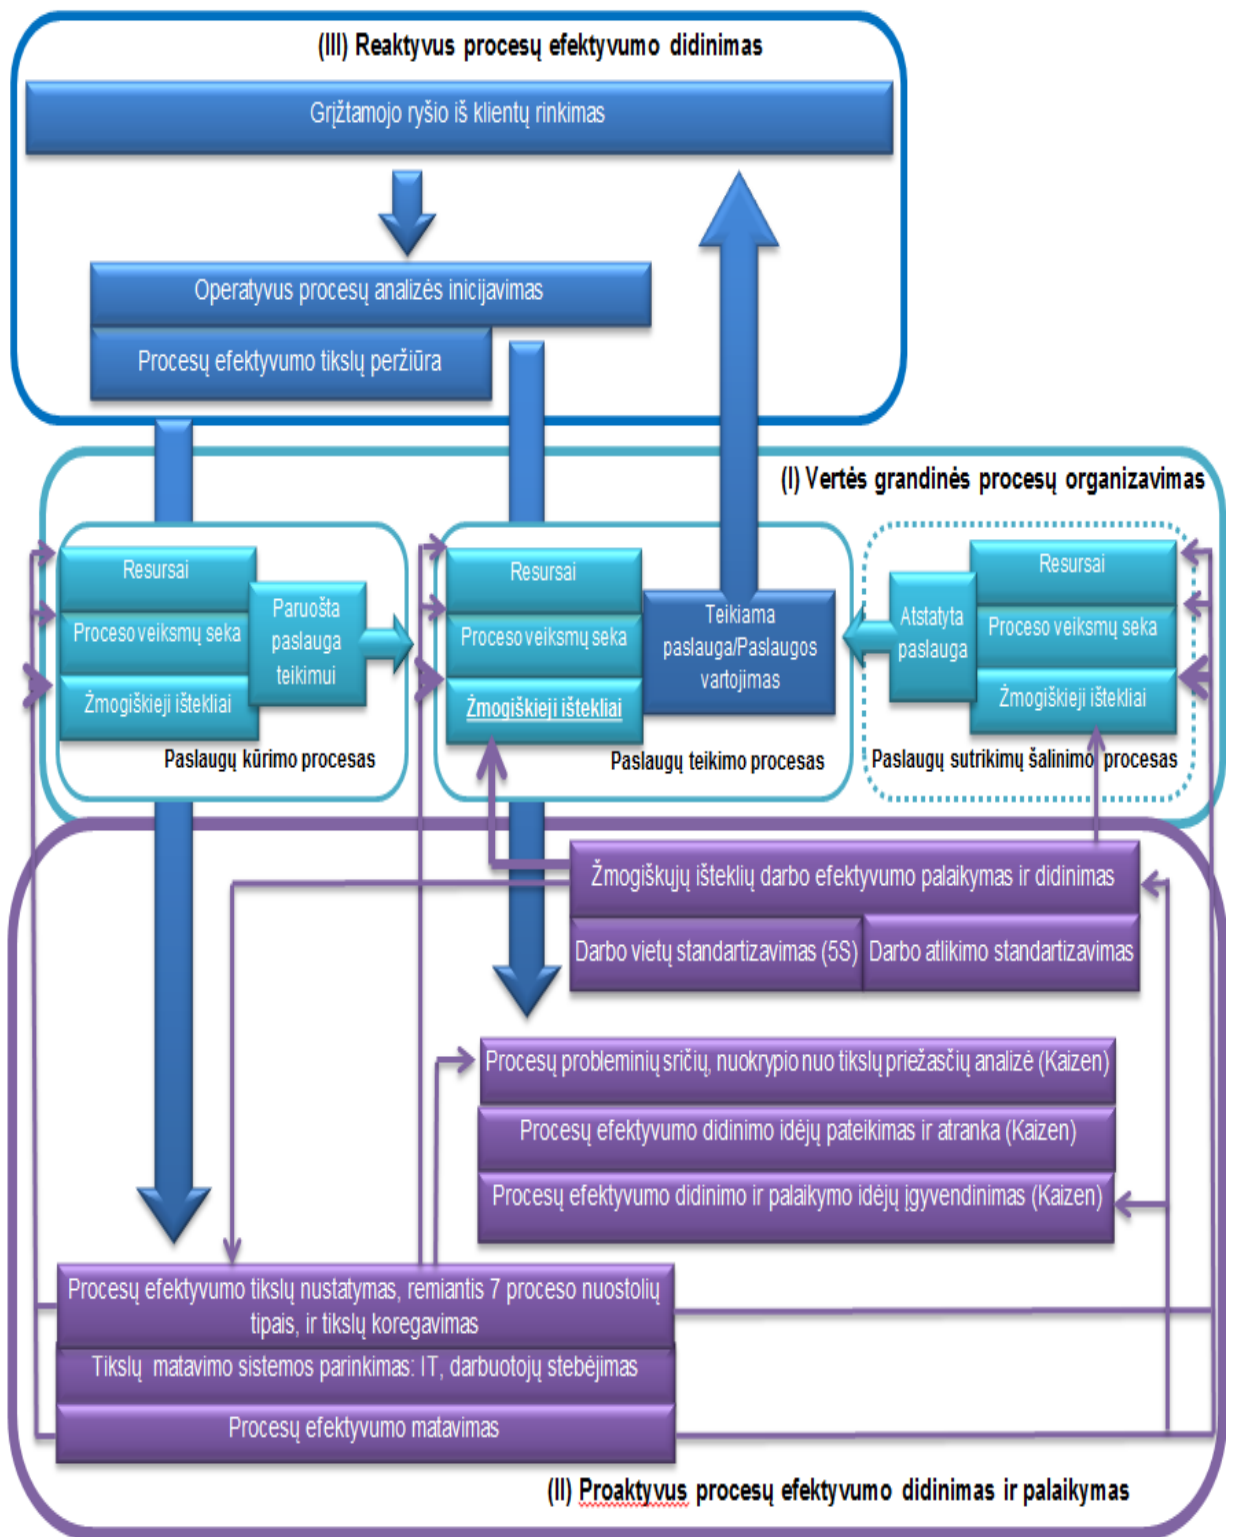 (III) Reaktyvus procesų efektyvumo didinimas
Grįžtamojo ryšio iš klientų rinkimas
Operatyvus procesų analizės inicijavimas
Procesų efektyvumo tikslų peržiūra
(I) Vertės grandinės procesų organizavimas
Resursai
Proceso veiksmų seka
Žmogiškieji ištekliai
Paruošta
paslauga
teikimui
Paslaugų kūrimo procesas
Resursai
Proceso veiksmų seka
Žmogiškieji ištekliai
Teikiama
paslauga/Paslaugos
vartojimas
Paslaugų teikimo procesas
Atstatyta
paslauga
Resursai
Proceso veiksmų seka
Žmogiškieji ištekliai
Paslaugų sutrikimų šalinimo procesas
Žmogiškųjų išteklių darbo efektyvumo palaikymas ir didinimas
Darbo vietų standartizavimas (5S)
Darbo atlikimo standartizavimas
Procesų probleminių sričių, nuokrypio nuo tikslų priežasčių analizė (Kaizen)
Procesų efektyvumo didinimo idėjų pateikimas ir atranka (Kaizen)
Procesų efektyvumo didinimo ir palaikymo idėjų įgyvendinimas (Kaizen)
Procesų efektyvumo tikslų nustatymas, remiantis 7 proceso nuostolių
tipais, ir tikslų koregavimas
Tikslų matavimo sistemos parinkimas: IT, darbuotojų stebėjimas
Procesų efektyvumo matavimas
(II) Proaktyvus procesų efektyvumo didinimas ir palaikymas